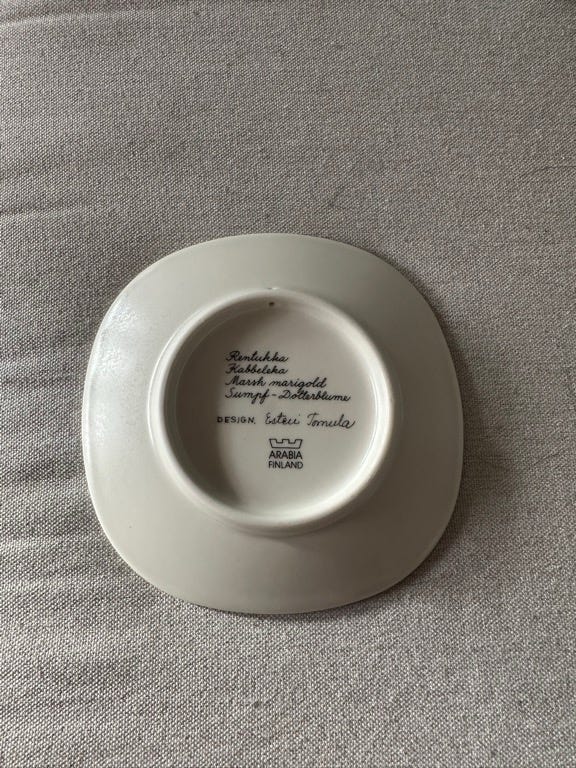 Rentukka
Kabbeleka
Marsh marigold
Sumpf-Dotterblume
DESIGN. Esteri Tomula
ARABIA
FINLAND